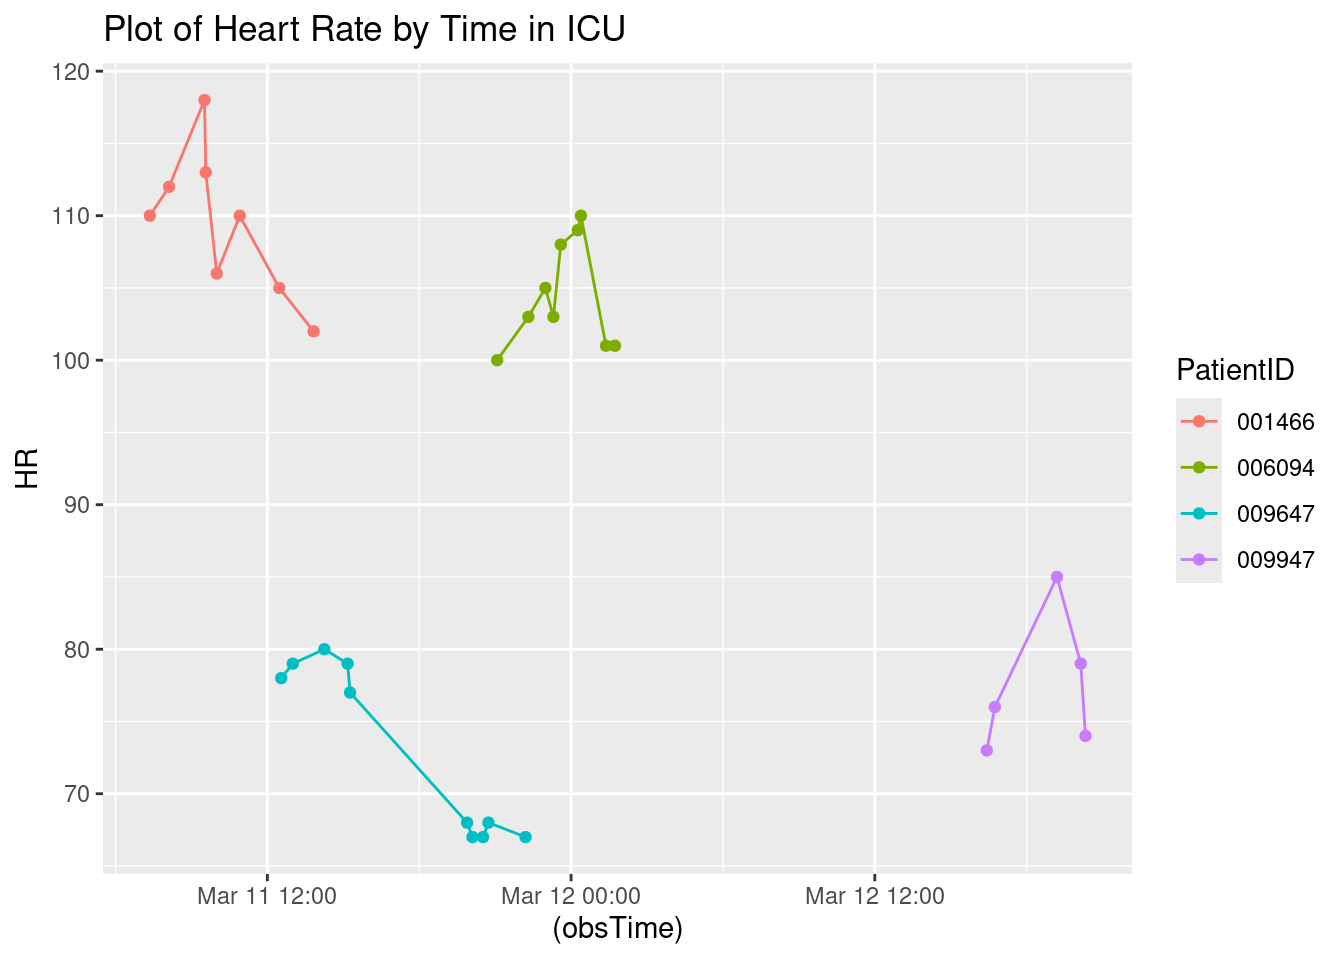 Plot of Heart Rate by Time in ICU
120
110
100
90
80
70
HR
Mar 11 12:00
Mar 12 00:00
Mar 12 12:00
(obsTime)
PatientID
001466
006094
009647
009947